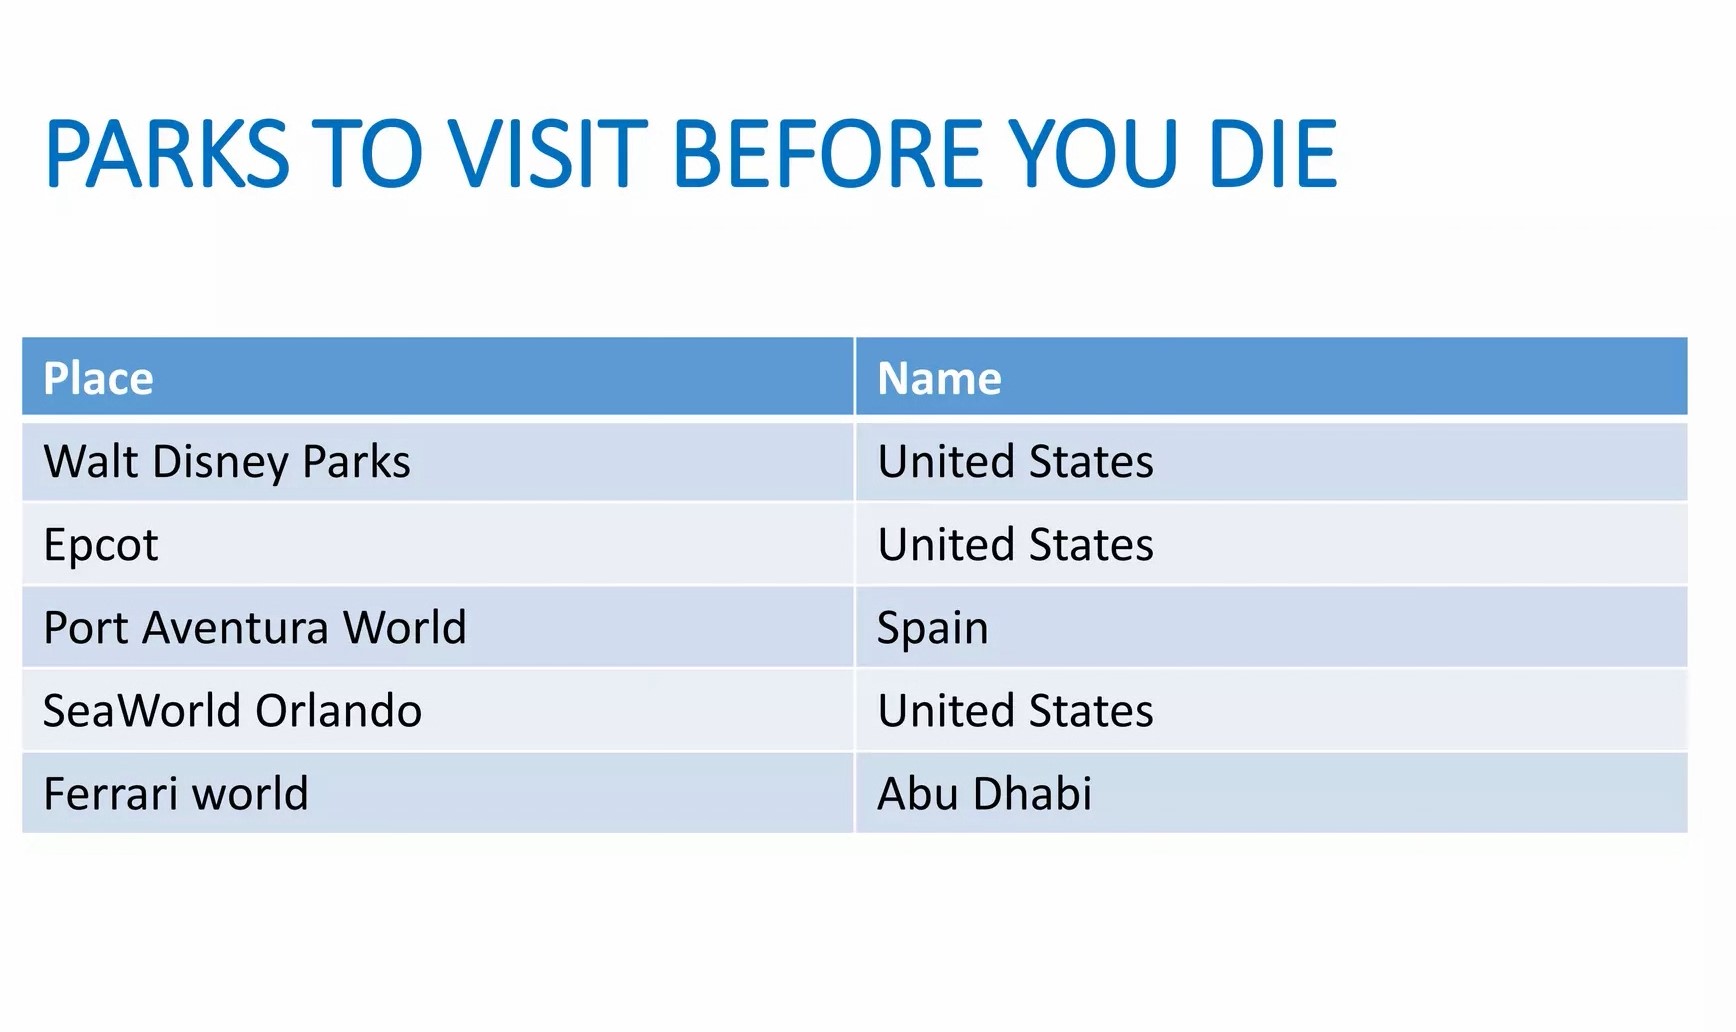 PARKS TO VISIT BEFORE YOU DIE
Place Name
Walt Disney Parks United States
Epcot United States
Port Aventura World Spain
SeaWorld Orlando United States
Ferrari world Abu Dhabi